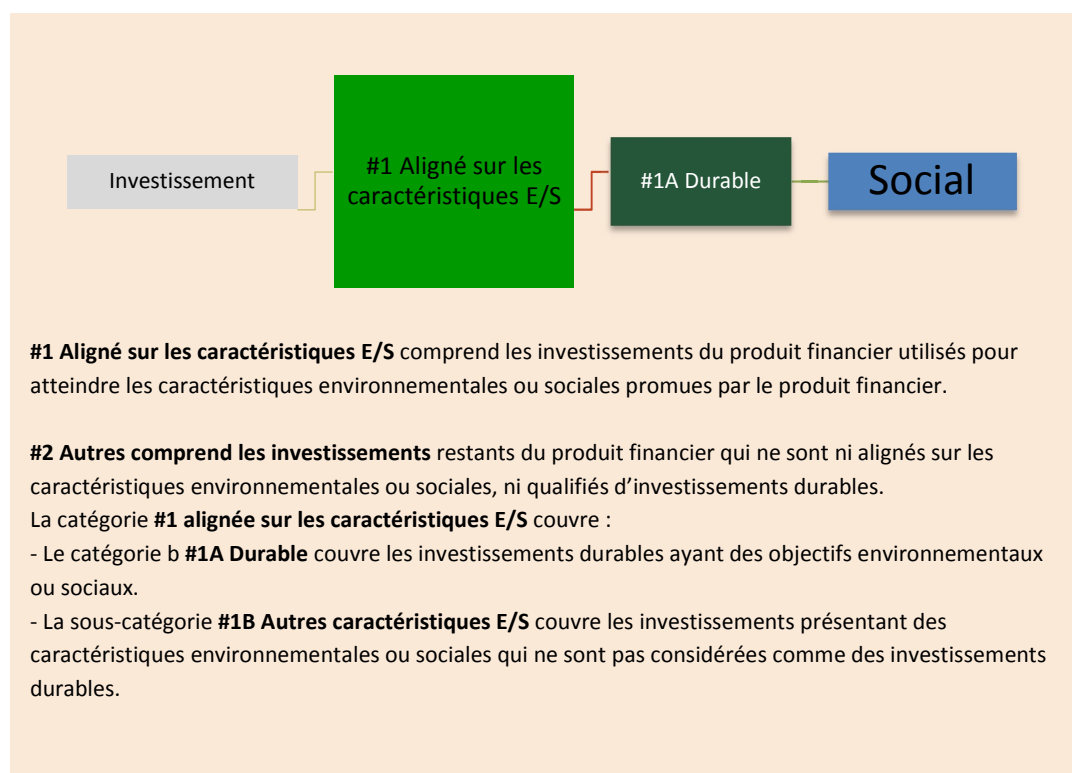 Investissement
#1 Aligné sur les
caractéristiques E/S
#1A Durable
Social
#1 Aligné sur les caractéristiques E/S comprend les investissements du produit financier utilisés pour
atteindre les caractéristiques environnementales ou sociales promues par le produit financier.
#2 Autres comprend les investissements restants du produit financier qui ne sont ni alignés sur les
caractéristiques environnementales ou sociales, ni qualifiés d’investissements durables.
La catégorie #1 alignée sur les caractéristiques E/S couvre :
- Le catégorie b #1A Durable couvre les investissements durables ayant des objectifs environnementaux
ou sociaux.
- La sous-catégorie #1B Autres caractéristiques E/S couvre les investissements présentant des
caractéristiques environnementales ou sociales qui ne sont pas considérées comme des investissements
durables.